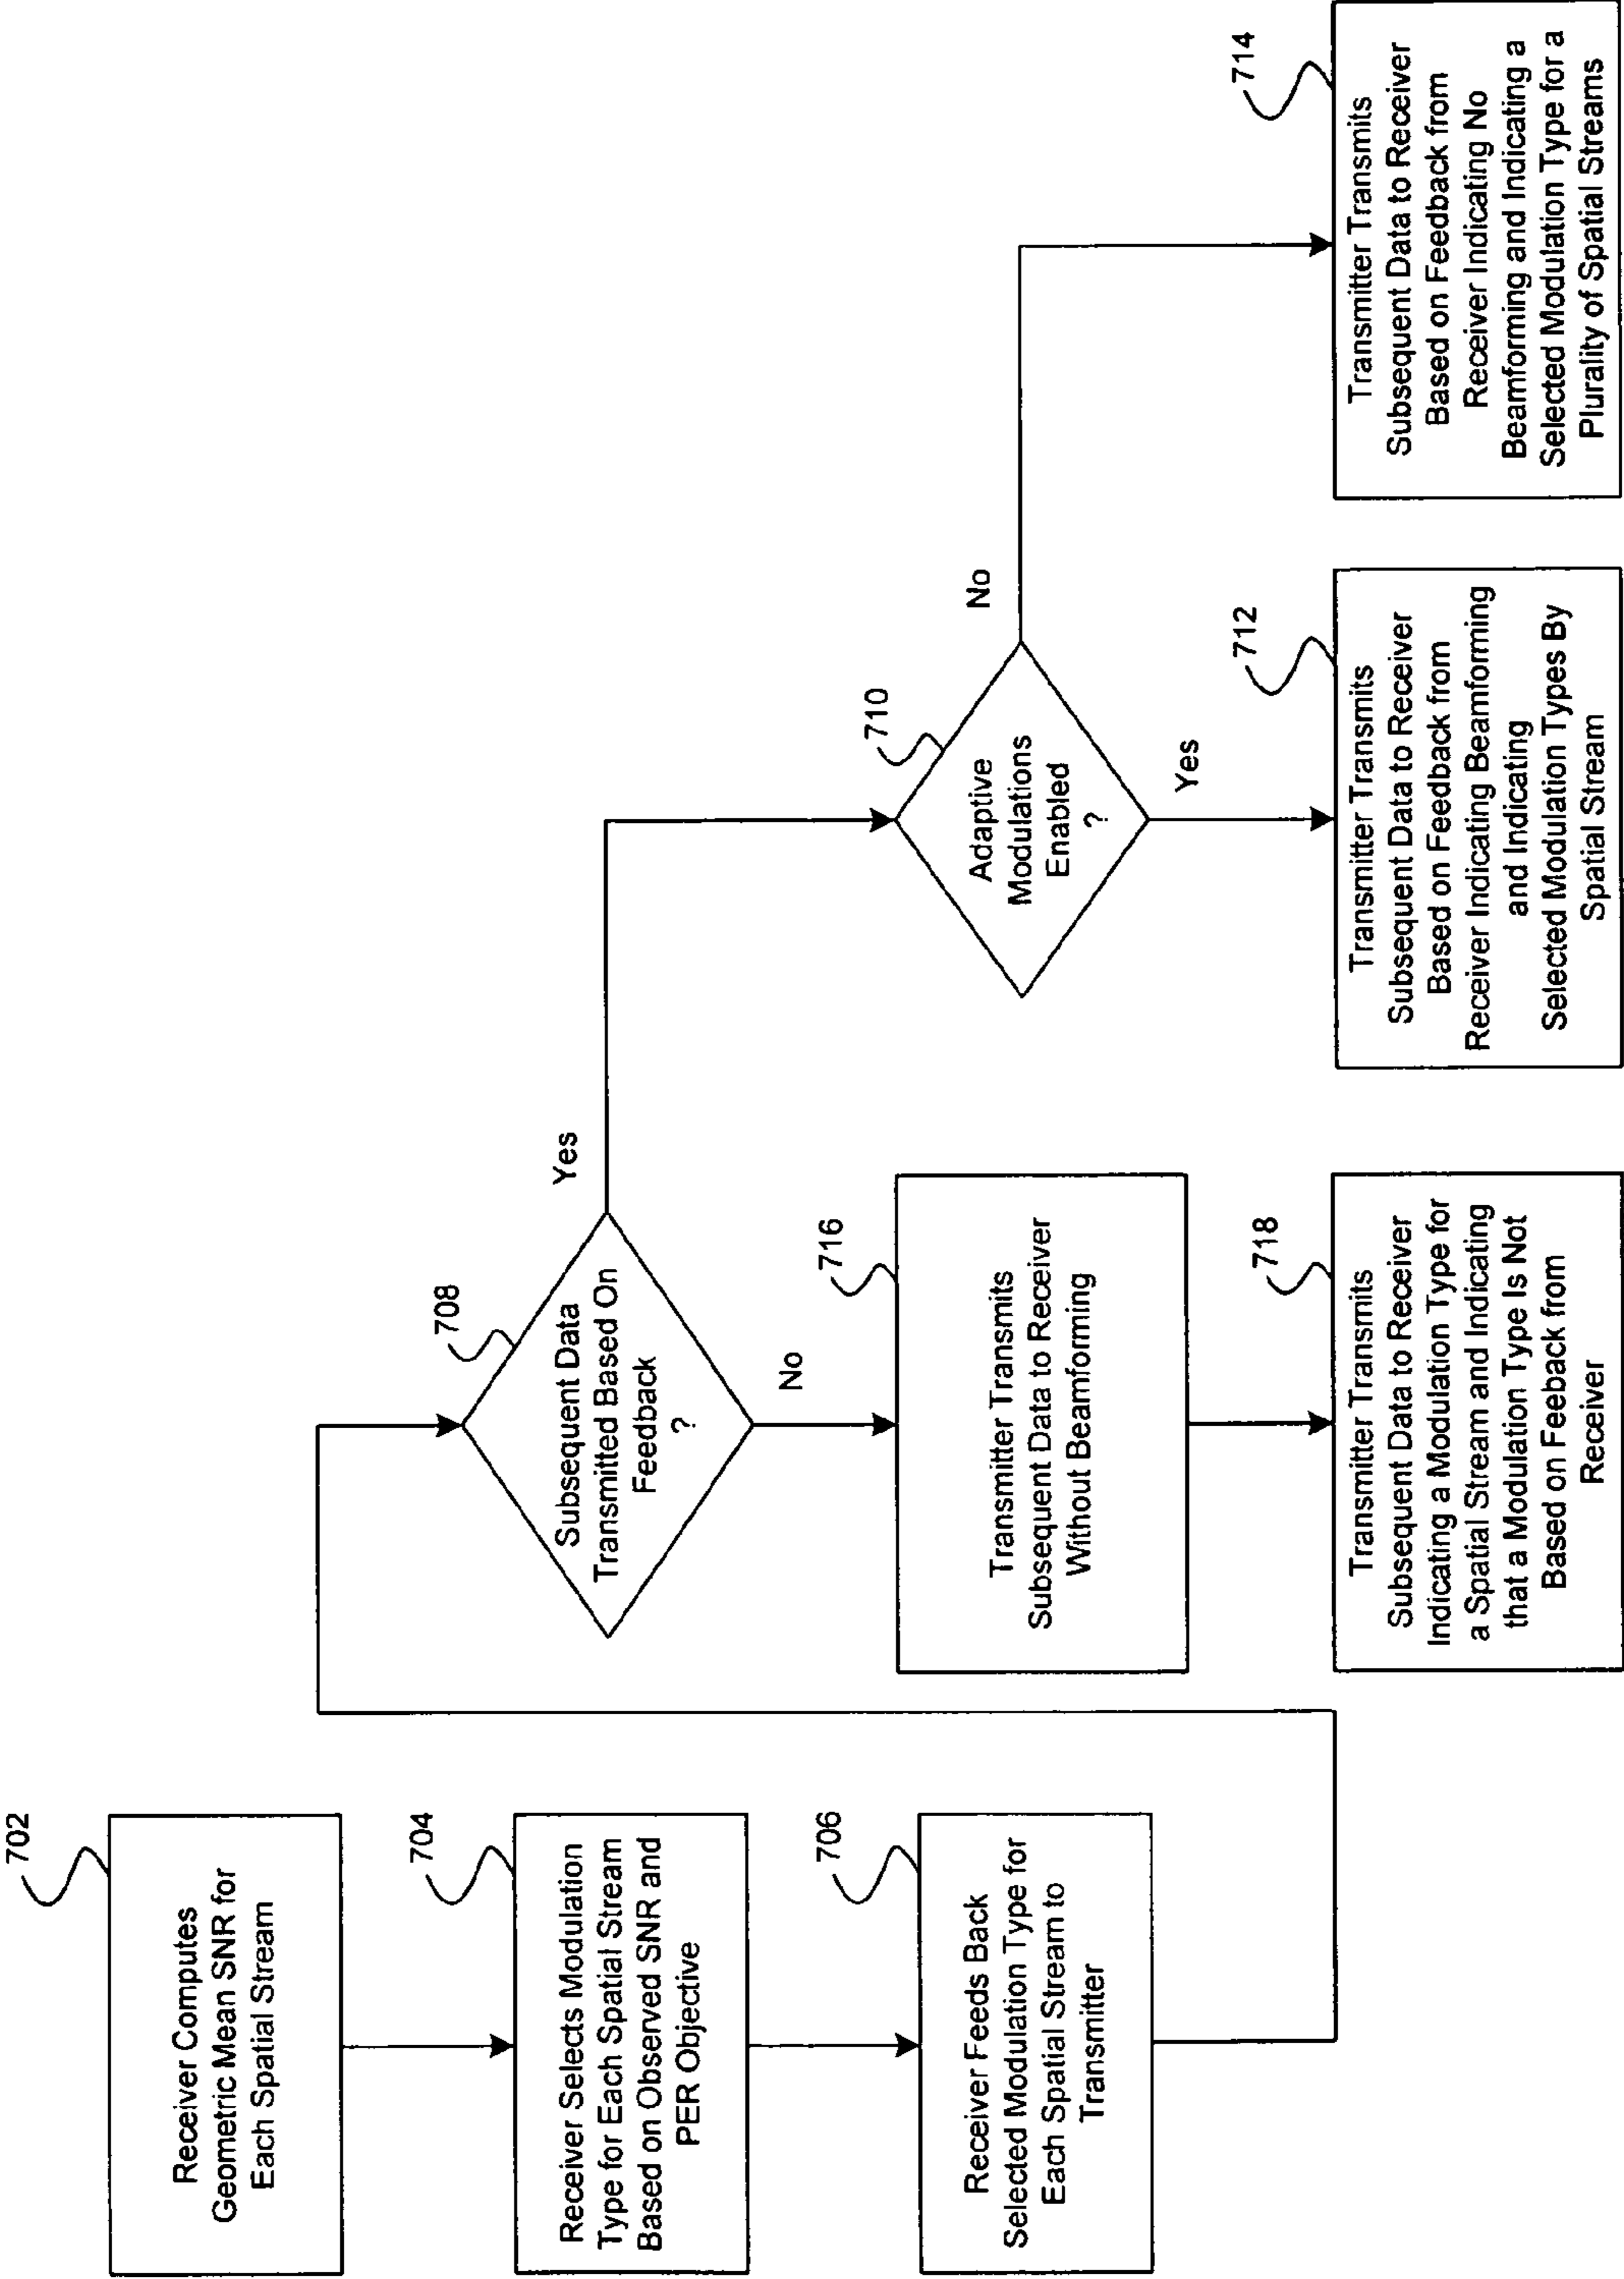 702
Receiver Computes
Geometric Mean SNR for
Each Spatial Stream
704
Receiver Selects Modulation
Type for Each Spatial Stream
Based on Observed SNR and
PER Objective
706
Receiver Feeds Back
Selected Modulation Type for
Each Spatial Stream to
Transmitter
708
Subsequent Data
Transmitted Based On
Feedback
?
Yes
No
716
Transmitter Transmits
Subsequent Data to Receiver
Without Beamforming
718
Transmitter Transmits
Subsequent Data to Receiver
Indicating a Modulation Type for
a Spatial Stream and Indicating
that a Modulation Type Is Not
Based on Feeback from
Receiver
710
Adaptive
Modulations
Enabled
?
No
Yes
712
Transmitter Transmits
Subsequent Data to Receiver
Based on Feedback from
Receiver Indicating Beamforming
and Indicating
Selected Modulation Types By
Spatial Stream
714
Transmitter Transmits
Subsequent Data to Receiver
Based on Feedback from
Receiver Indicating No
Beamforming and Indicating a
Selected Modulation Type for a
Plurality of Spatial Streams